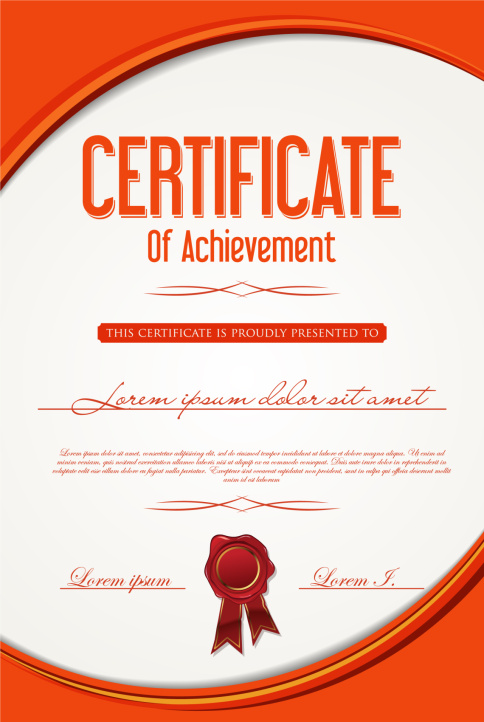 CERTIFICATE
Of Achievement
THIS CERTIFICATE IS PROUDLY PRESENTED TO
Lorem ipsum dolor sit amet
Lorem ipsum dolor sit amet, consectetur adipisicing elit, sed do eiusmod tempor incididunt ut labore et dolore magna aliqua. Ut enim ad
minim veniam, quis nostrud exercitation ullamco laboris nisi ut aliquip ex ea commodo consequat. Duis aute irure dolor in reprehenderit in
voluptate velit esse cillum dolore eu fugiat nulla pariatur. Excepteur sint occaecat cupidatat non proident, sunt in culpa qui officia deserunt mollit
anim id est laborum
Lorem ipsum
Lorem I.